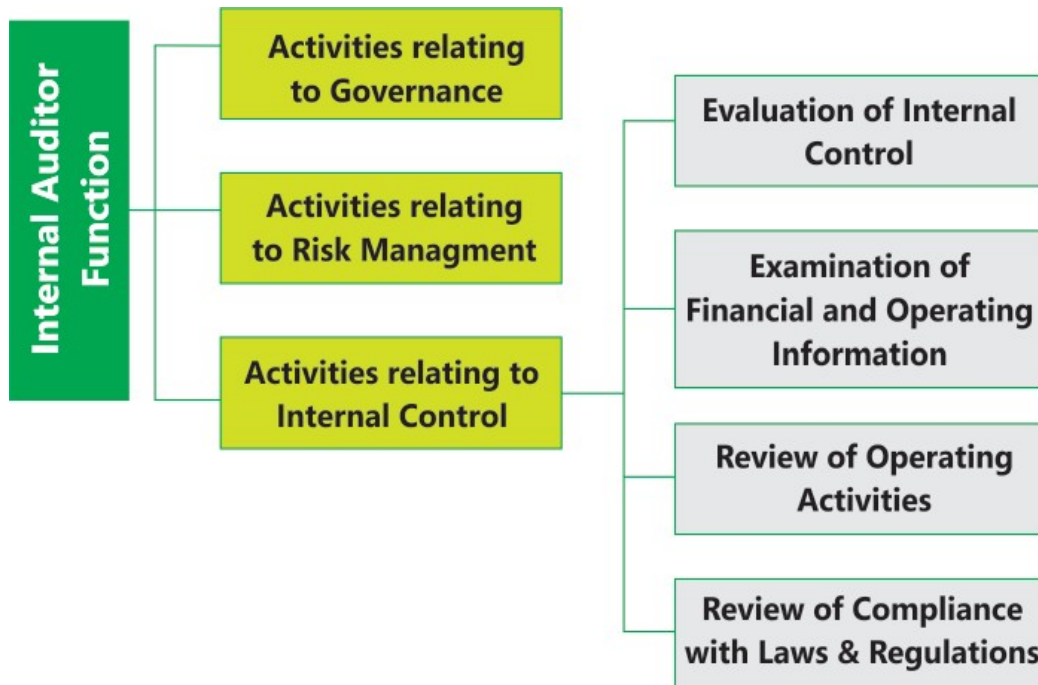 Internal Auditor
Function
Activities relating
to Governance
Activities relating
to Risk Managment
Activities relating to
Internal Control
Evaluation of Internal
Control
Examination of
Financial and Operating
Information
Review of Operating
Activities
Review of Compliance
with Laws & Regulations